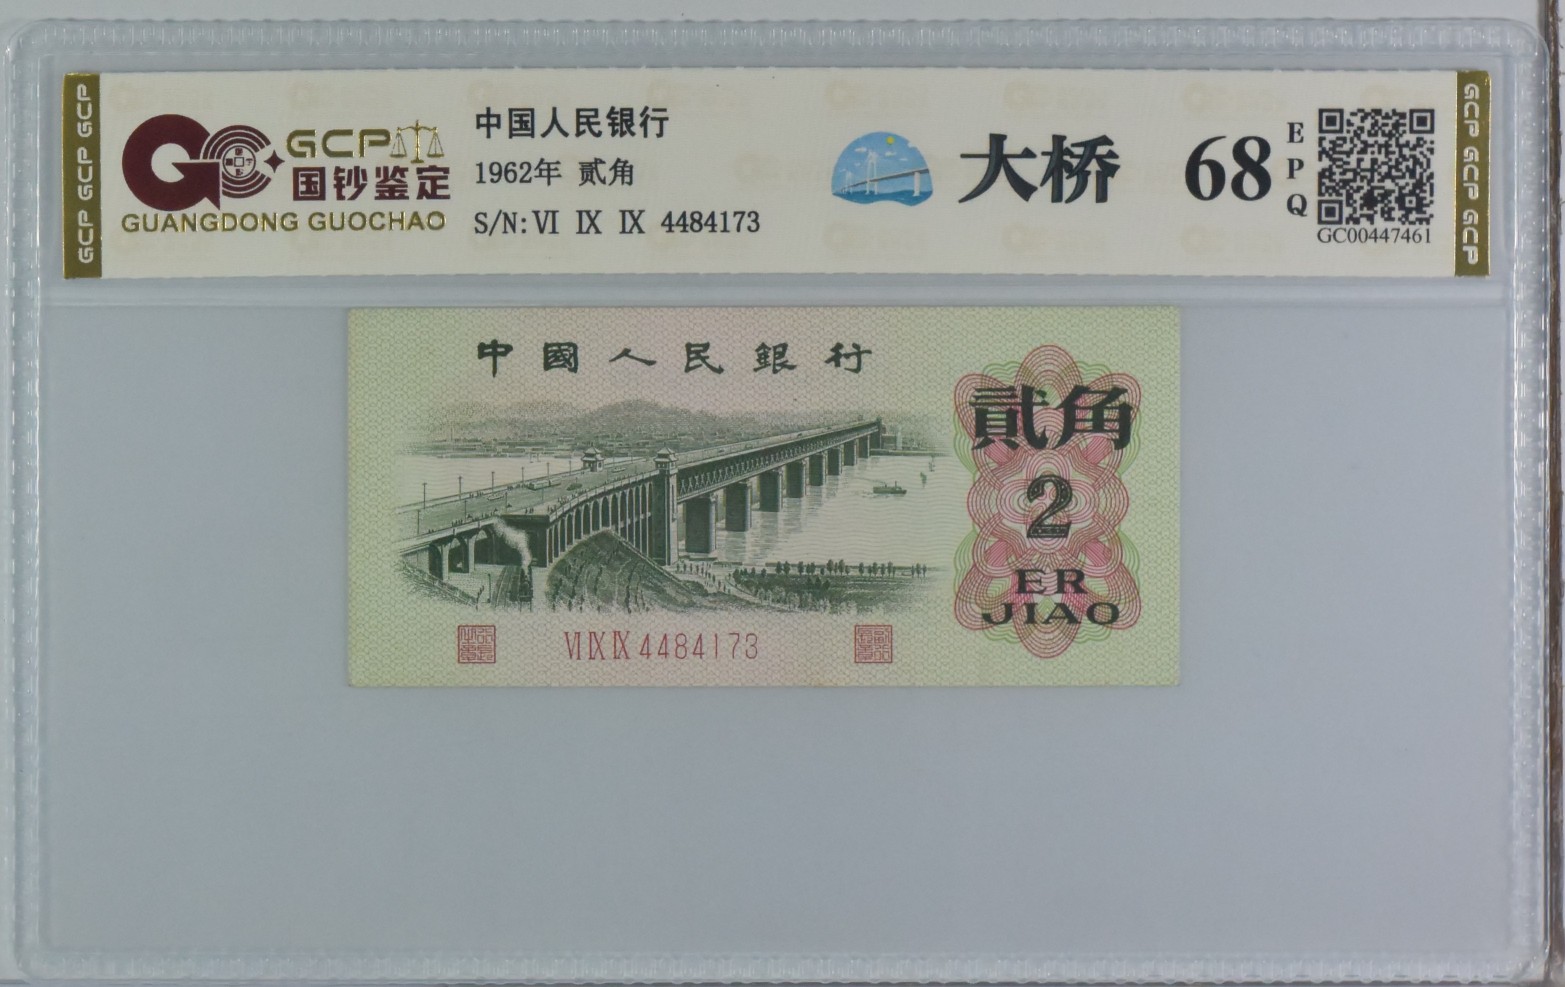 GCP GCP GCP
GCP
国钞鉴定
GUANGDONG GUOCHAO
中国人民银行
1962年 贰角
S/N: VI IX IX 4484173
大桥
68
EPQ
GC00447461
GCP GCP GCP
中國人民銀行
貳角
2
ER
JIAO
VI IX IX 4484173